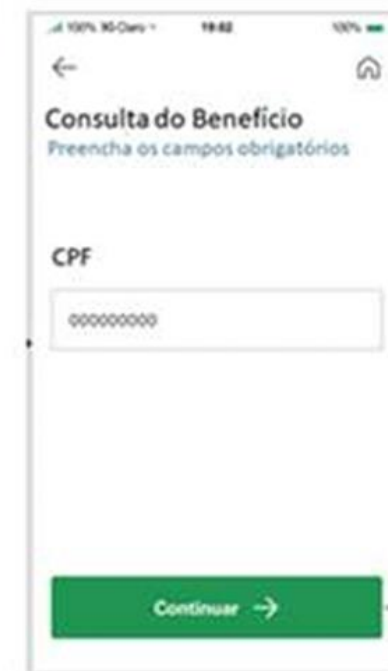 19:02
100%
Consulta do Benefício
Preencha os campos obrigatórios
CPF
000000000
Continuar